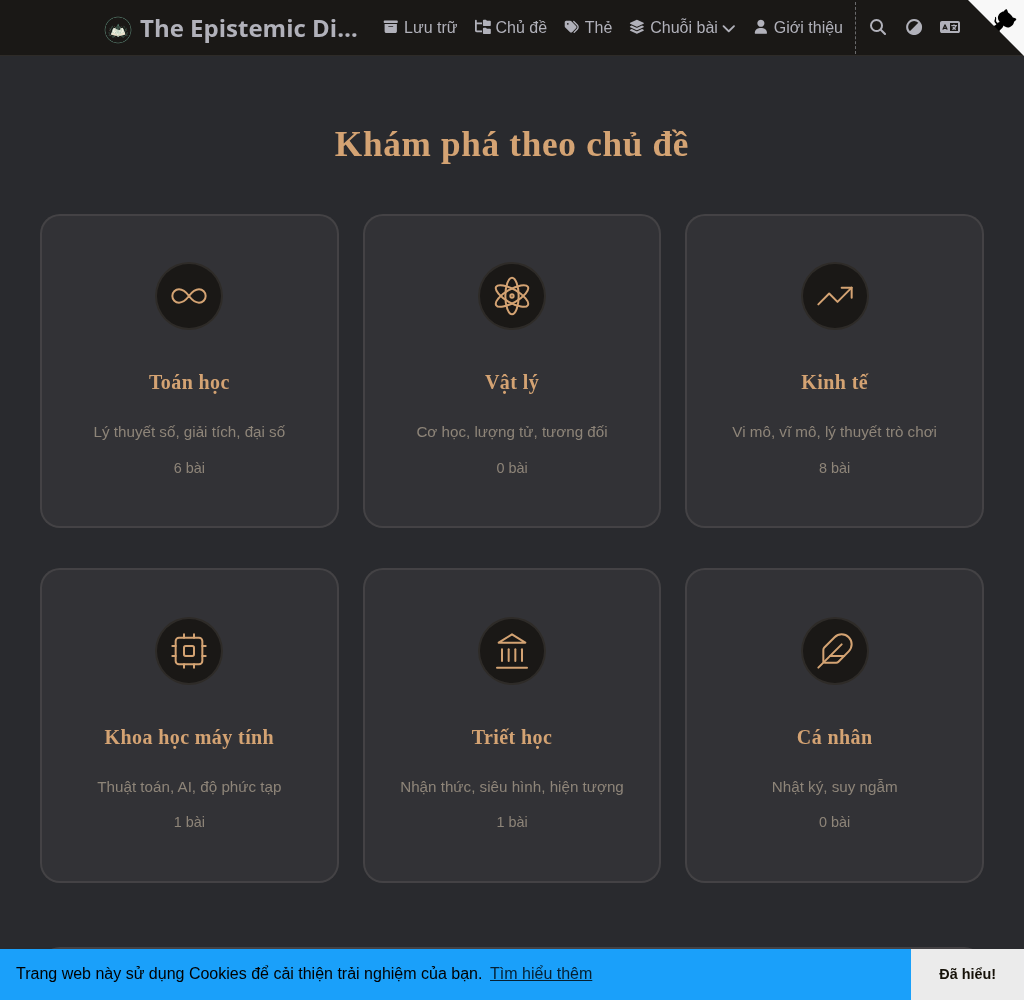 The Epistemic Di...
Lưu trữ
Chủ đề
Thẻ
Chuỗi bài
Giới thiệu
Khám phá theo chủ đề
Toán học
Lý thuyết số, giải tích, đại số
6 bài
Vật lý
Cơ học, lượng tử, tương đối
0 bài
Kinh tế
Vi mô, vĩ mô, lý thuyết trò chơi
8 bài
Khoa học máy tính
Thuật toán, AI, độ phức tạp
1 bài
Triết học
Nhận thức, siêu hình, hiện tượng
1 bài
Cá nhân
Nhật ký, suy ngẫm
0 bài
Trang web này sử dụng Cookies để cải thiện trải nghiệm của bạn. Tìm hiểu thêm
Đã hiểu!